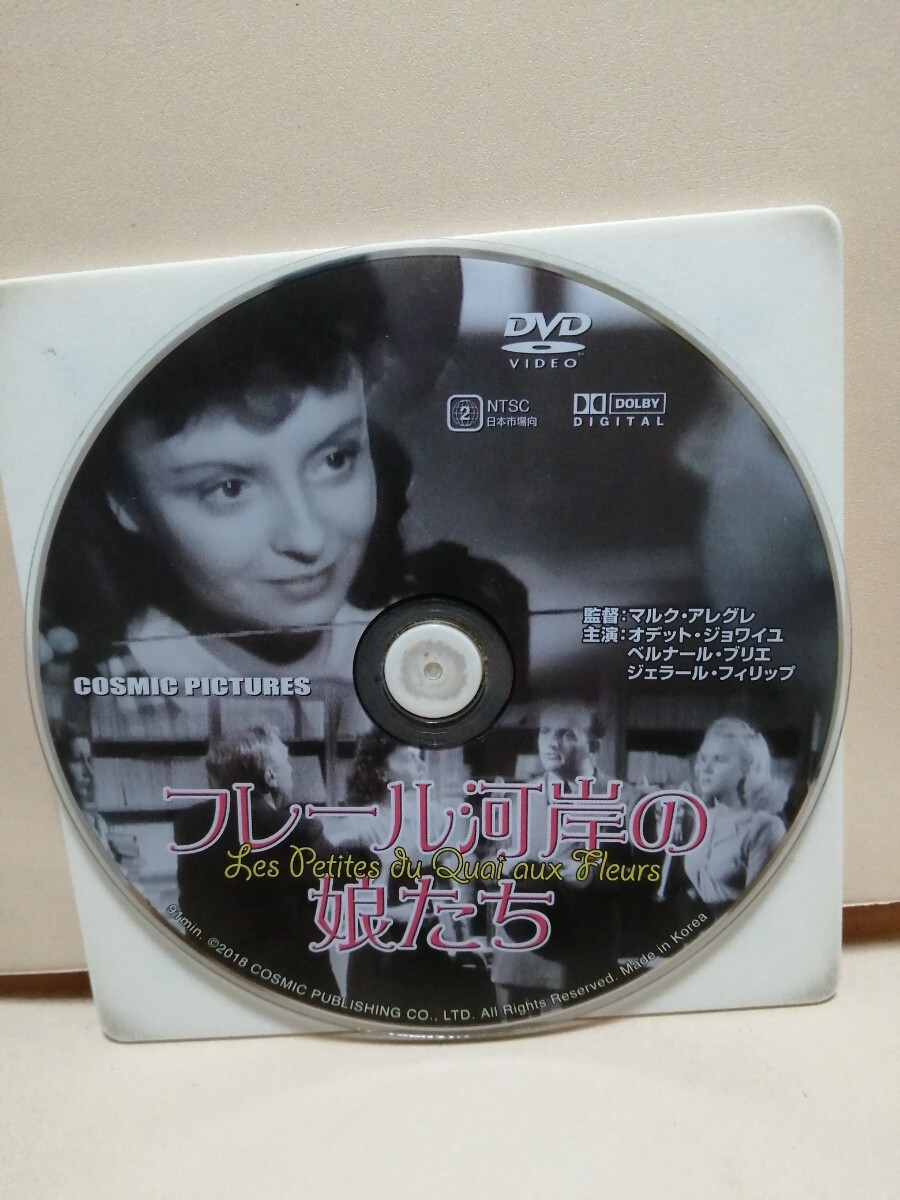 DVD
VIDEO
2
NTSC
日本市場向
DOLBY
DIGITAL
監督:マルク・アレグレ
主演:オデット・ジョワイユ
ベルナール・ブリエ
ジェラール・フィリップ
COSMIC PICTURES
フレール河岸の
Les Petites du Quai aux Fleurs
娘たち
91min. ©2018 COSMIC PUBLISHING CO., LTD. All Rights Reserved. Made in Korea